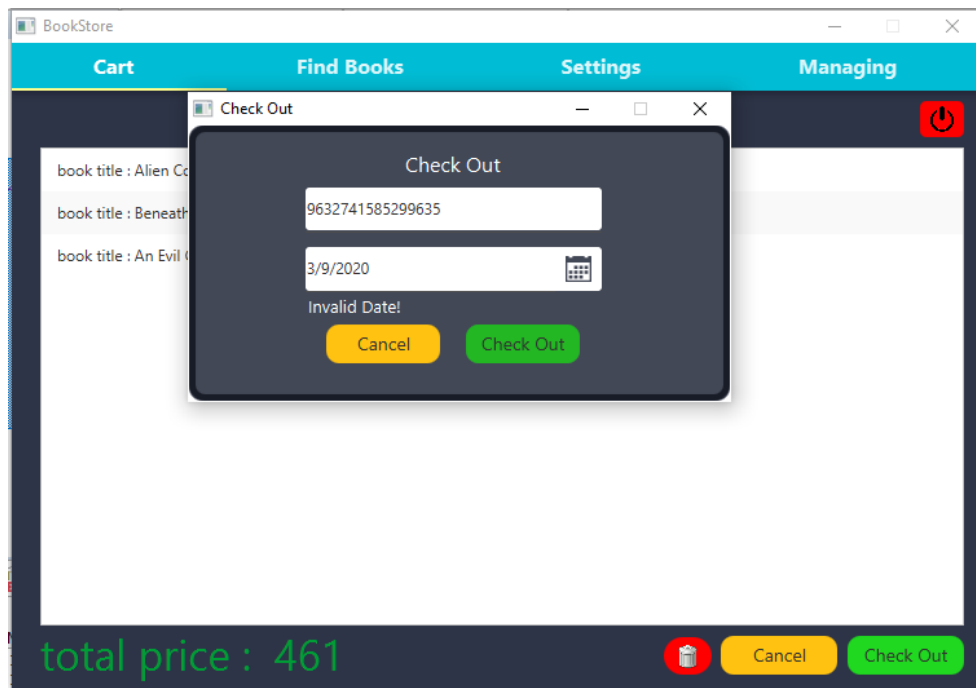 BookStore
Cart Find Books Settings Managing
Check Out
Check Out
book title : Alien
9632741585299635
book title : Beneath
3/9/2020
book title : An Evil
Invalid Date!
Cancel Check Out
total price : 461
Cancel Check Out